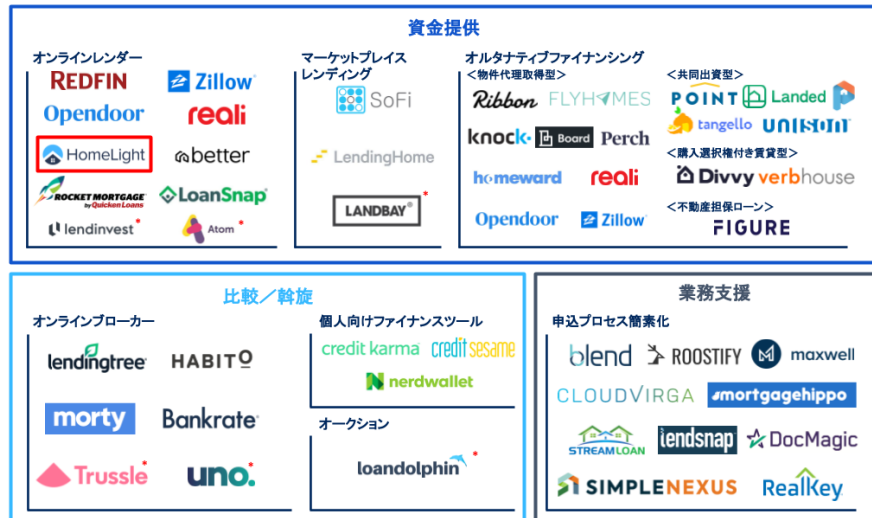 資金提供
オンラインレンダー
REDFIN
Zillow
Opendoor
reali
HomeLight
better
ROCKET MORTGAGE
by Quicken Loans
LoanSnap
lendinvest *
Atom *
マーケットプレイス
レンディング
SoFi
LendingHome
LANDBAY *
オルタナティブファイナンシング
<物件代理取得型>
Ribbon
FLYHOMES
knock
Board
Perch
homeward
reali
Opendoor
Zillow
<共同出資型>
POINT
Landed
tangello
UNISON
<購入選択権付き賃貸型>
Divvy
verbhouse
<不動産担保ローン>
FIGURE
比較／斡旋
オンラインブローカー
lendingtree
HABITO
morty
Bankrate
Trussle *
uno. *
個人向けファイナンスツール
credit karma
credit sesame
nerdwallet
オークション
loandolphin *
業務支援
申込プロセス簡素化
blend
ROOSTIFY
maxwell
CLOUDVIRGA
mortgagehippo
STREAMLOAN
lendsnap
DocMagic
SIMPLENEXUS
RealKey